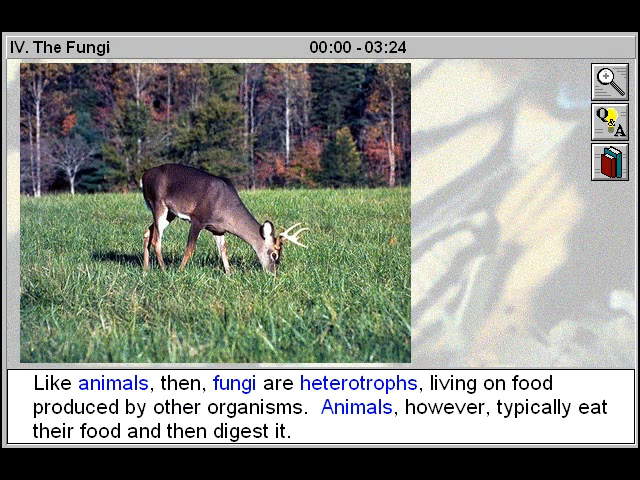 IV. The Fungi 00:00 - 03:24
Q&A
Like animals, then, fungi are heterotrophs, living on food
produced by other organisms. Animals, however, typically eat
their food and then digest it.